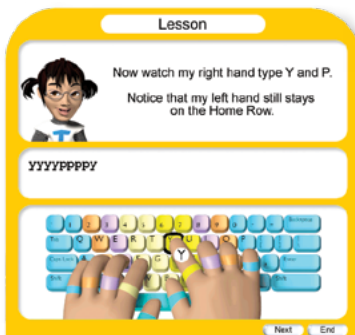 Lesson
Now watch my right hand type Y and P.
Notice that my left hand still stays
on the Home Row.
YYYYPPPPY
Y
Next
End